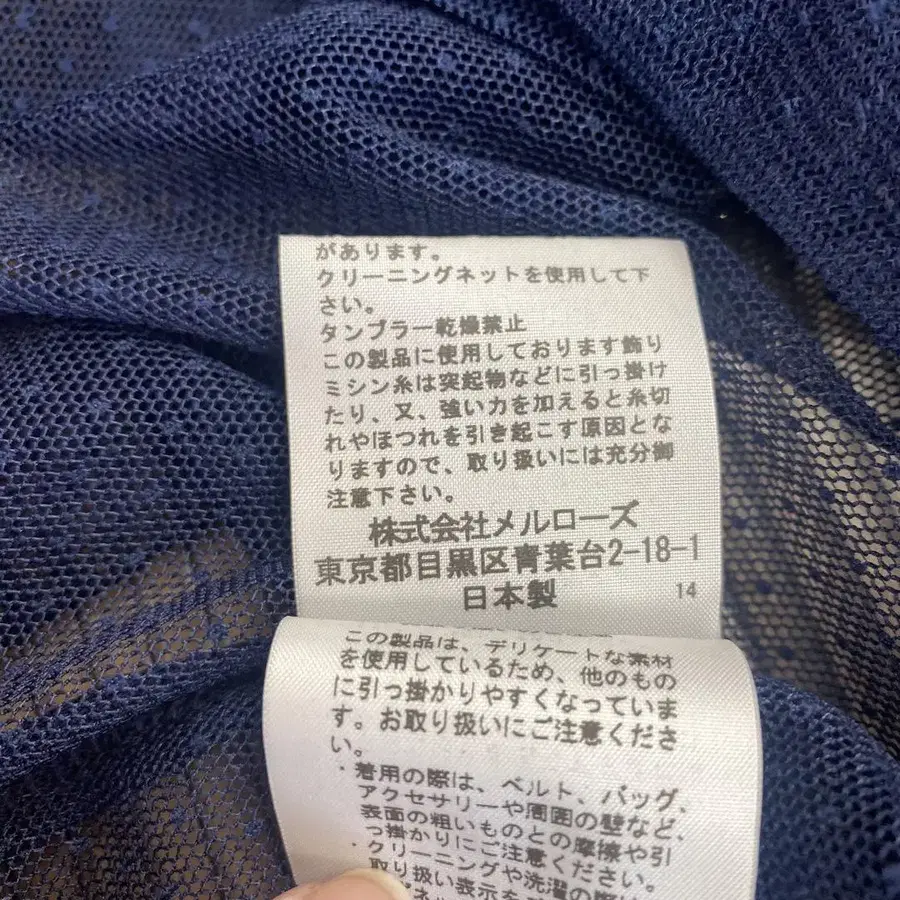 があります。
クリーニングネットを使用して下
さい。
タンブラー乾燥禁止
この製品に使用しております飾り
ミシン糸は突起物などに引っ掛け
たり、又、強い力を加えると糸切
れやほつれを引き起こす原因とな
りますので、取り扱いには充分御
注意下さい。
株式会社メルローズ
東京都目黒区青葉台2-18-1
日本製
14
この製品は、デリケートな素材
を使用しているため、他のもの
に引っ掛かりやすくなっていま
す。お取り扱いにご注意くださ
い。
・着用の際は、ベルト、バッグ、
アクセサリーや周囲の壁など、
表面の粗いものとの摩擦や引
っ掛かりにご注意ください。
・クリーニングや洗濯の際は
取り扱い表示を